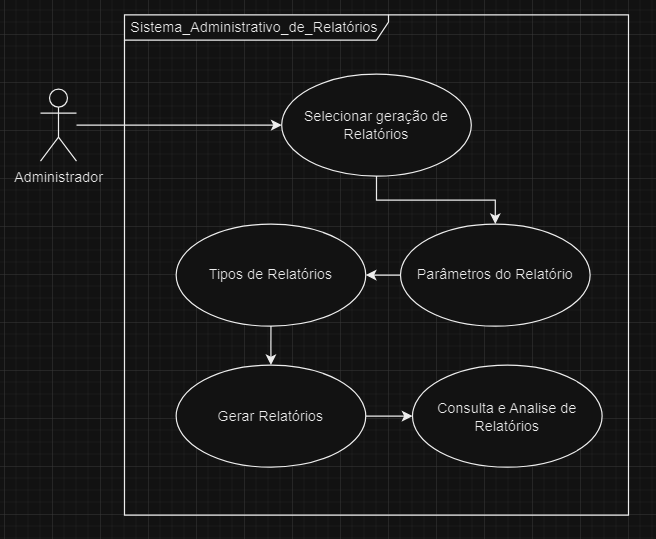 Sistema_Administrativo_de_Relatórios
Selecionar geração de
Relatórios
Administrador
Tipos de Relatórios
Parâmetros do Relatório
Gerar Relatórios
Consulta e Analise de
Relatórios